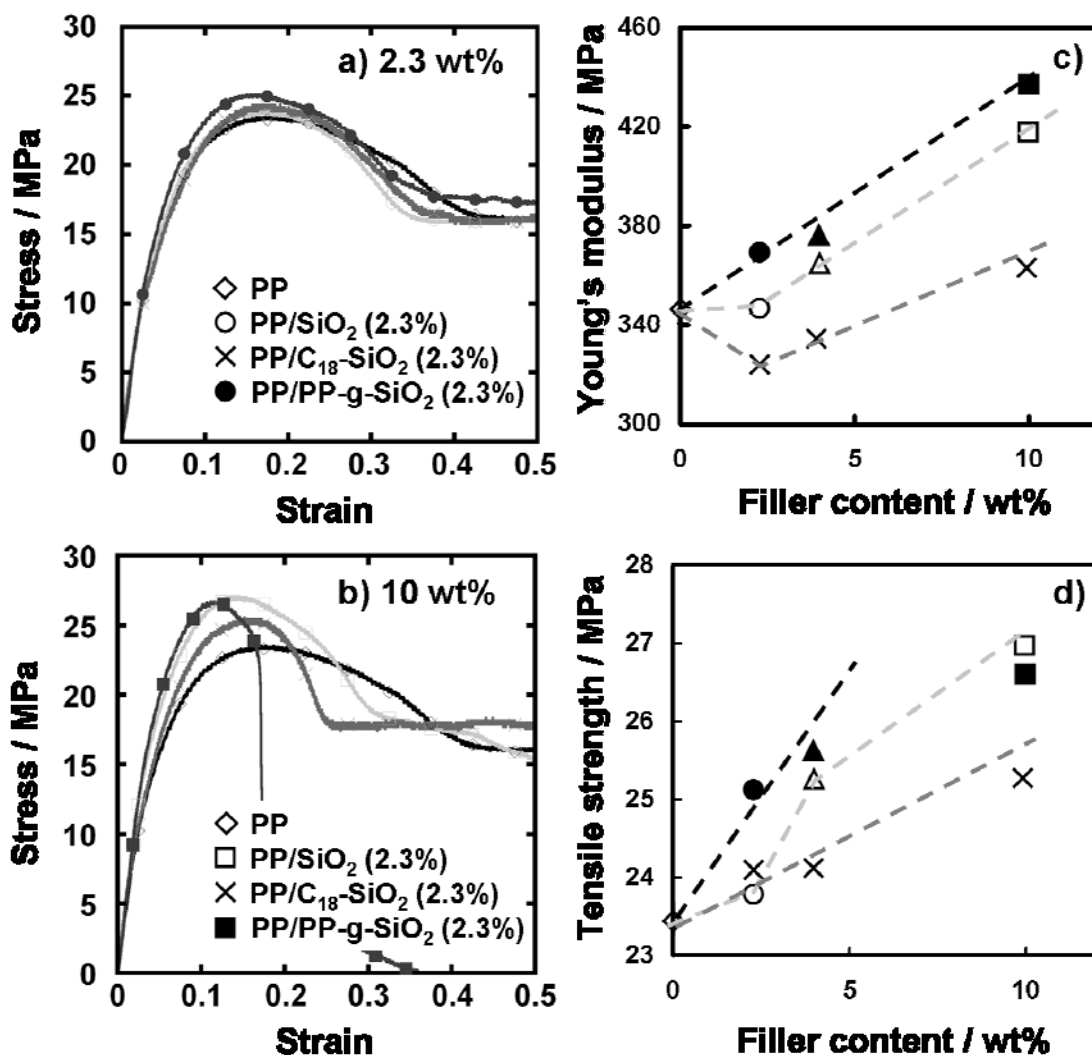 a) 2.3 wt%
Stress / MPa
30
25
20
15
10
5
0
◇ PP
○ PP/SiO₂ (2.3%)
× PP/C₁₈-SiO₂ (2.3%)
● PP/PP-g-SiO₂ (2.3%)
0 0.1 0.2 0.3 0.4 0.5
Strain
c)
Young's modulus / MPa
460
420
380
340
300
0 5 10
Filler content / wt%
b) 10 wt%
Stress / MPa
30
25
20
15
10
5
0
◇ PP
□ PP/SiO₂ (2.3%)
× PP/C₁₈-SiO₂ (2.3%)
■ PP/PP-g-SiO₂ (2.3%)
0 0.1 0.2 0.3 0.4 0.5
Strain
d)
Tensile strength / MPa
28
27
26
25
24
23
0 5 10
Filler content / wt%